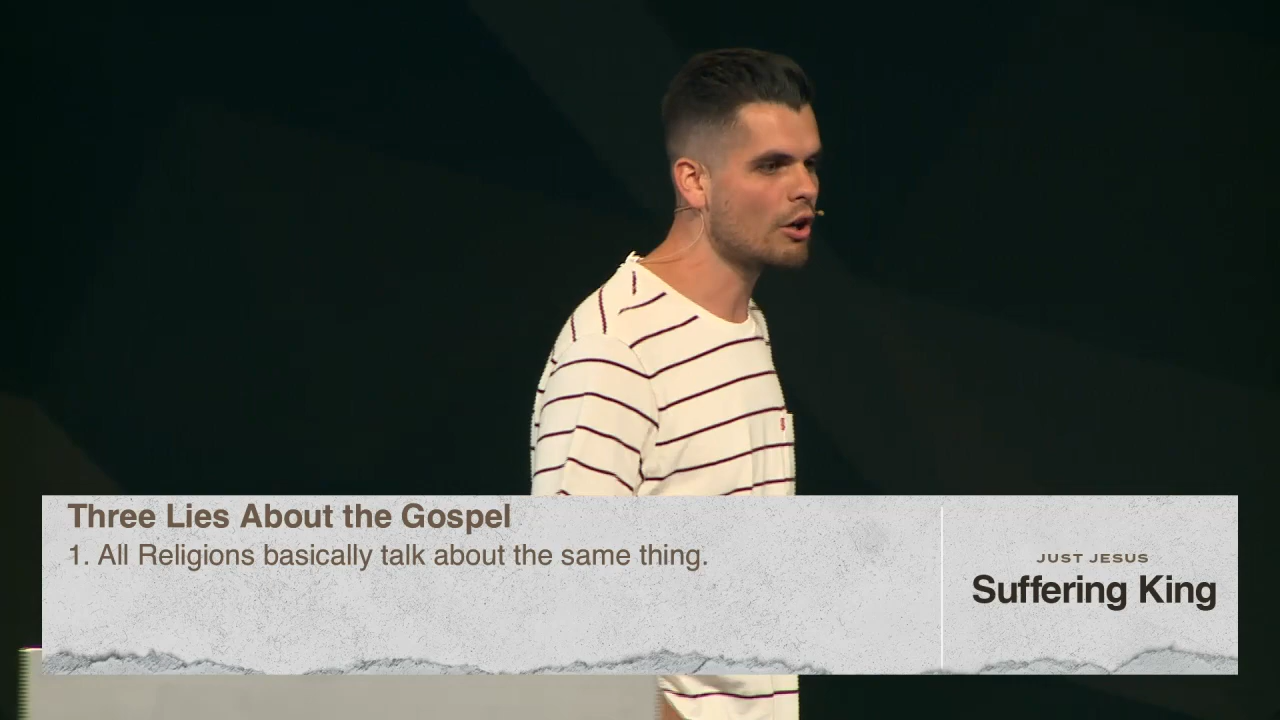 Three Lies About the Gospel
1. All Religions basically talk about the same thing.
JUST JESUS
Suffering King